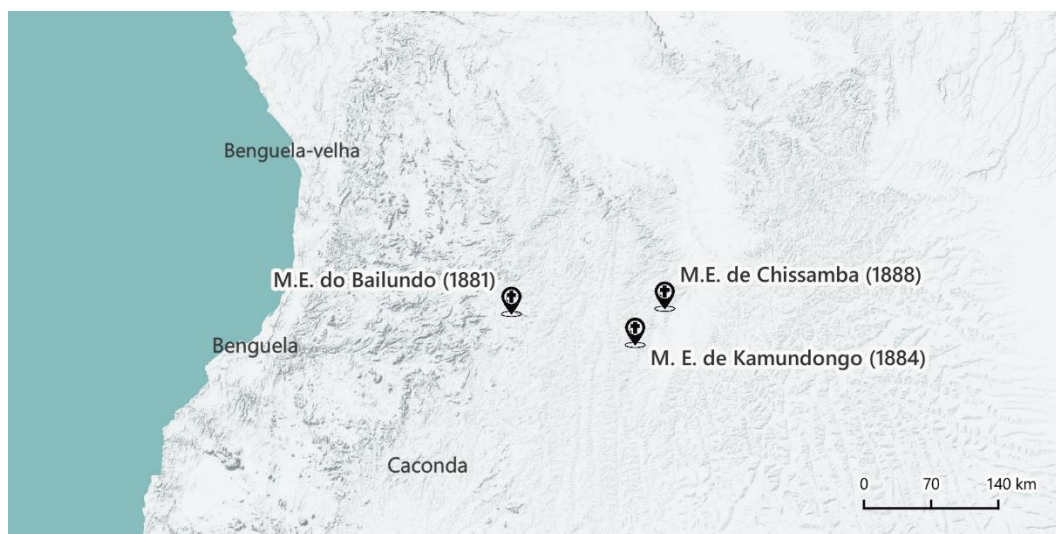 Benguela-velha
M.E. do Bailundo (1881)
M.E. de Chissamba (1888)
Benguela
M. E. de Kamundongo (1884)
Caconda
0 70 140 km